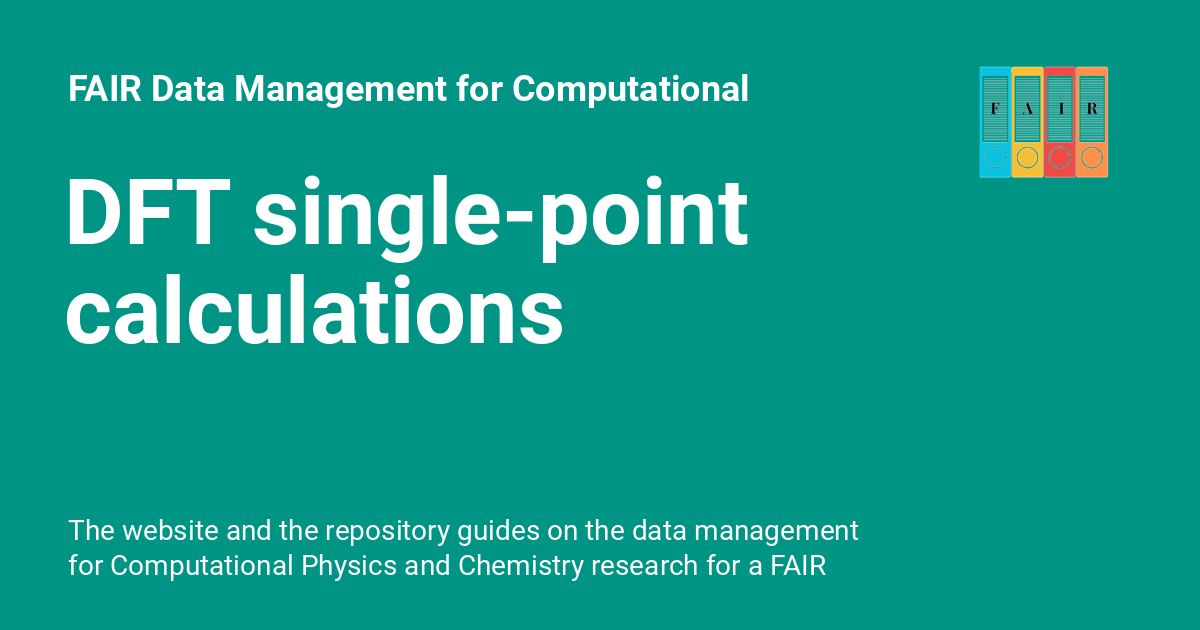 FAIR Data Management for Computational
F A I R
DFT single-point
calculations
The website and the repository guides on the data management
for Computational Physics and Chemistry research for a FAIR